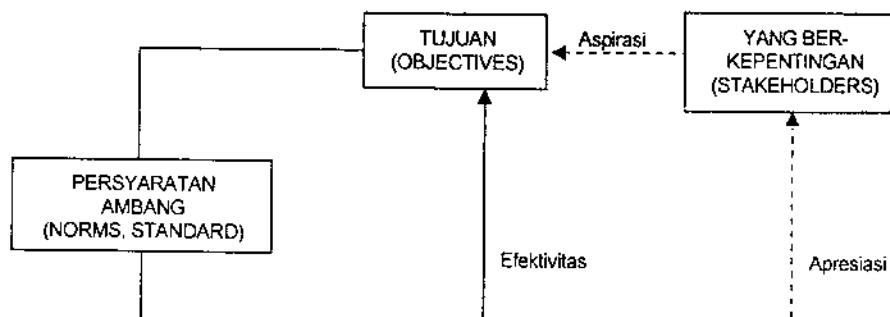 TUJUAN
(OBJECTIVES)
Aspirasi
YANG BER-
KEPENTINGAN
(STAKEHOLDERS)
PERSYARATAN
AMBANG
(NORMS, STANDARD)
Efektivitas
Apresiasi